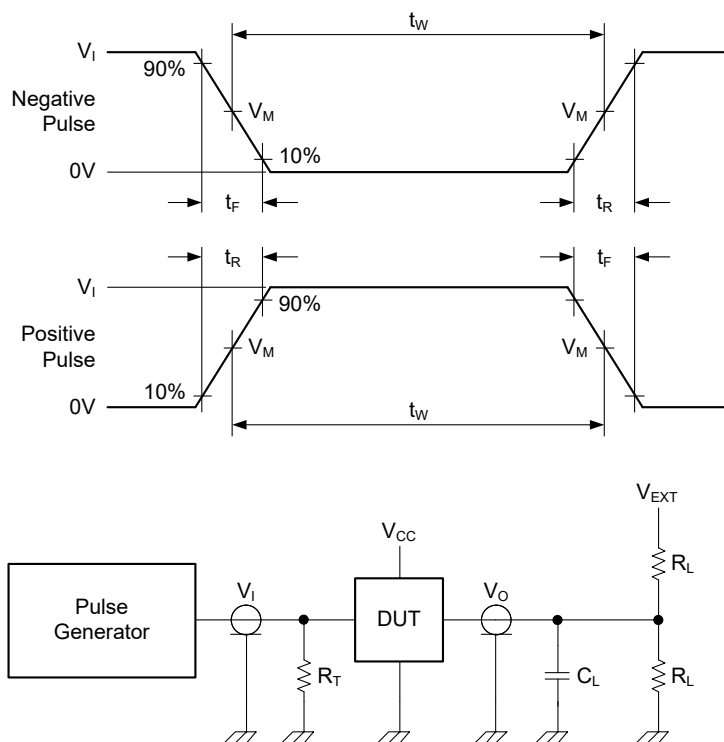 t_W
V_I
90%
Negative
Pulse
V_M
V_M
10%
0V
t_F
t_R
t_R
t_F
V_I
90%
Positive
Pulse
V_M
V_M
10%
0V
t_W
V_EXT
V_CC
R_L
Pulse
Generator
V_I
DUT
V_O
R_T
C_L
R_L